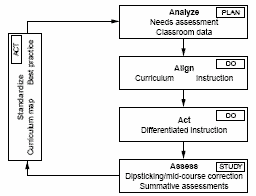 Analyze
PLAN
Needs assessment
Classroom data
Align
DO
Curriculum Instruction
Act
DO
Differentiated Instruction
Assess
STUDY
Dipsticking/mid-course correction
Summative assessments
ACT
Standardize
Curriculum map Best practice